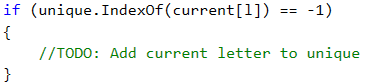 if (unique.IndexOf(current[l]) == -1)
{
//TODO: Add current letter to unique
}